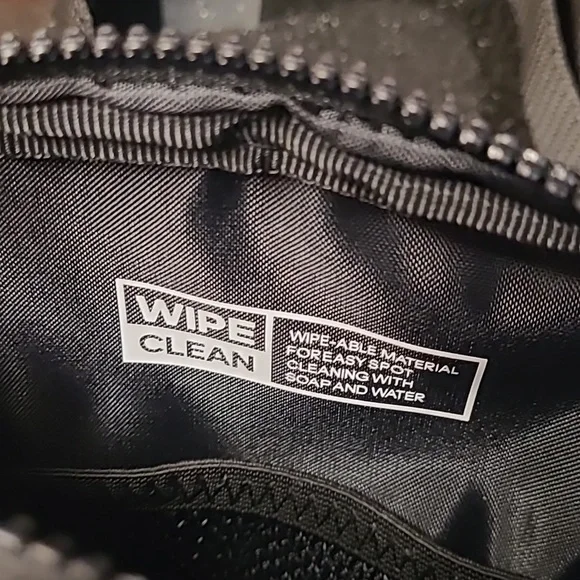 WIPE
CLEAN
WIPE-ABLE MATERIAL
FOR EASY SPOT
CLEANING WITH
SOAP AND WATER